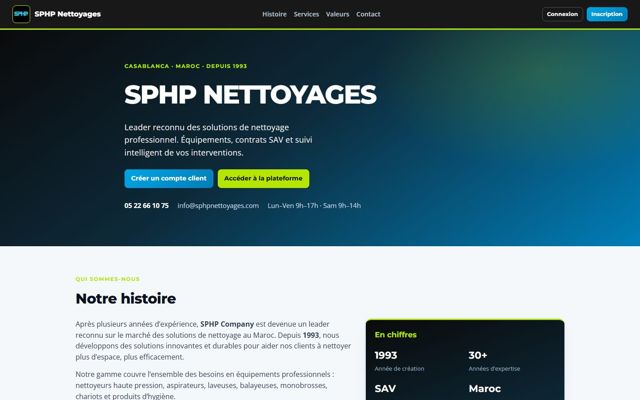 SPHP
SPHP Nettoyages
Histoire Services Valeurs Contact
Connexion
Inscription
CASABLANCA • MAROC • DEPUIS 1993
SPHP NETTOYAGES
Leader reconnu des solutions de nettoyage
professionnel. Équipements, contrats SAV et suivi
intelligent de vos interventions.
Créer un compte client
Accéder à la plateforme
05 22 66 10 75 info@sphpnettoyages.com Lun–Ven 9h–17h · Sam 9h–14h
QUI SOMMES-NOUS
Notre histoire
Après plusieurs années d'expérience, SPHP Company est devenue un leader
reconnu sur le marché des solutions de nettoyage au Maroc. Depuis 1993, nous
développons des solutions innovantes et durables pour aider nos clients à nettoyer
plus d'espace, plus efficacement.
Notre gamme couvre l'ensemble des besoins en équipements professionnels :
nettoyeurs haute pression, aspirateurs, laveuses, balayeuses, monobrosses,
chariots et produits d'hygiène.
En chiffres
1993 30+
Année de création Années d'expertise
SAV Maroc